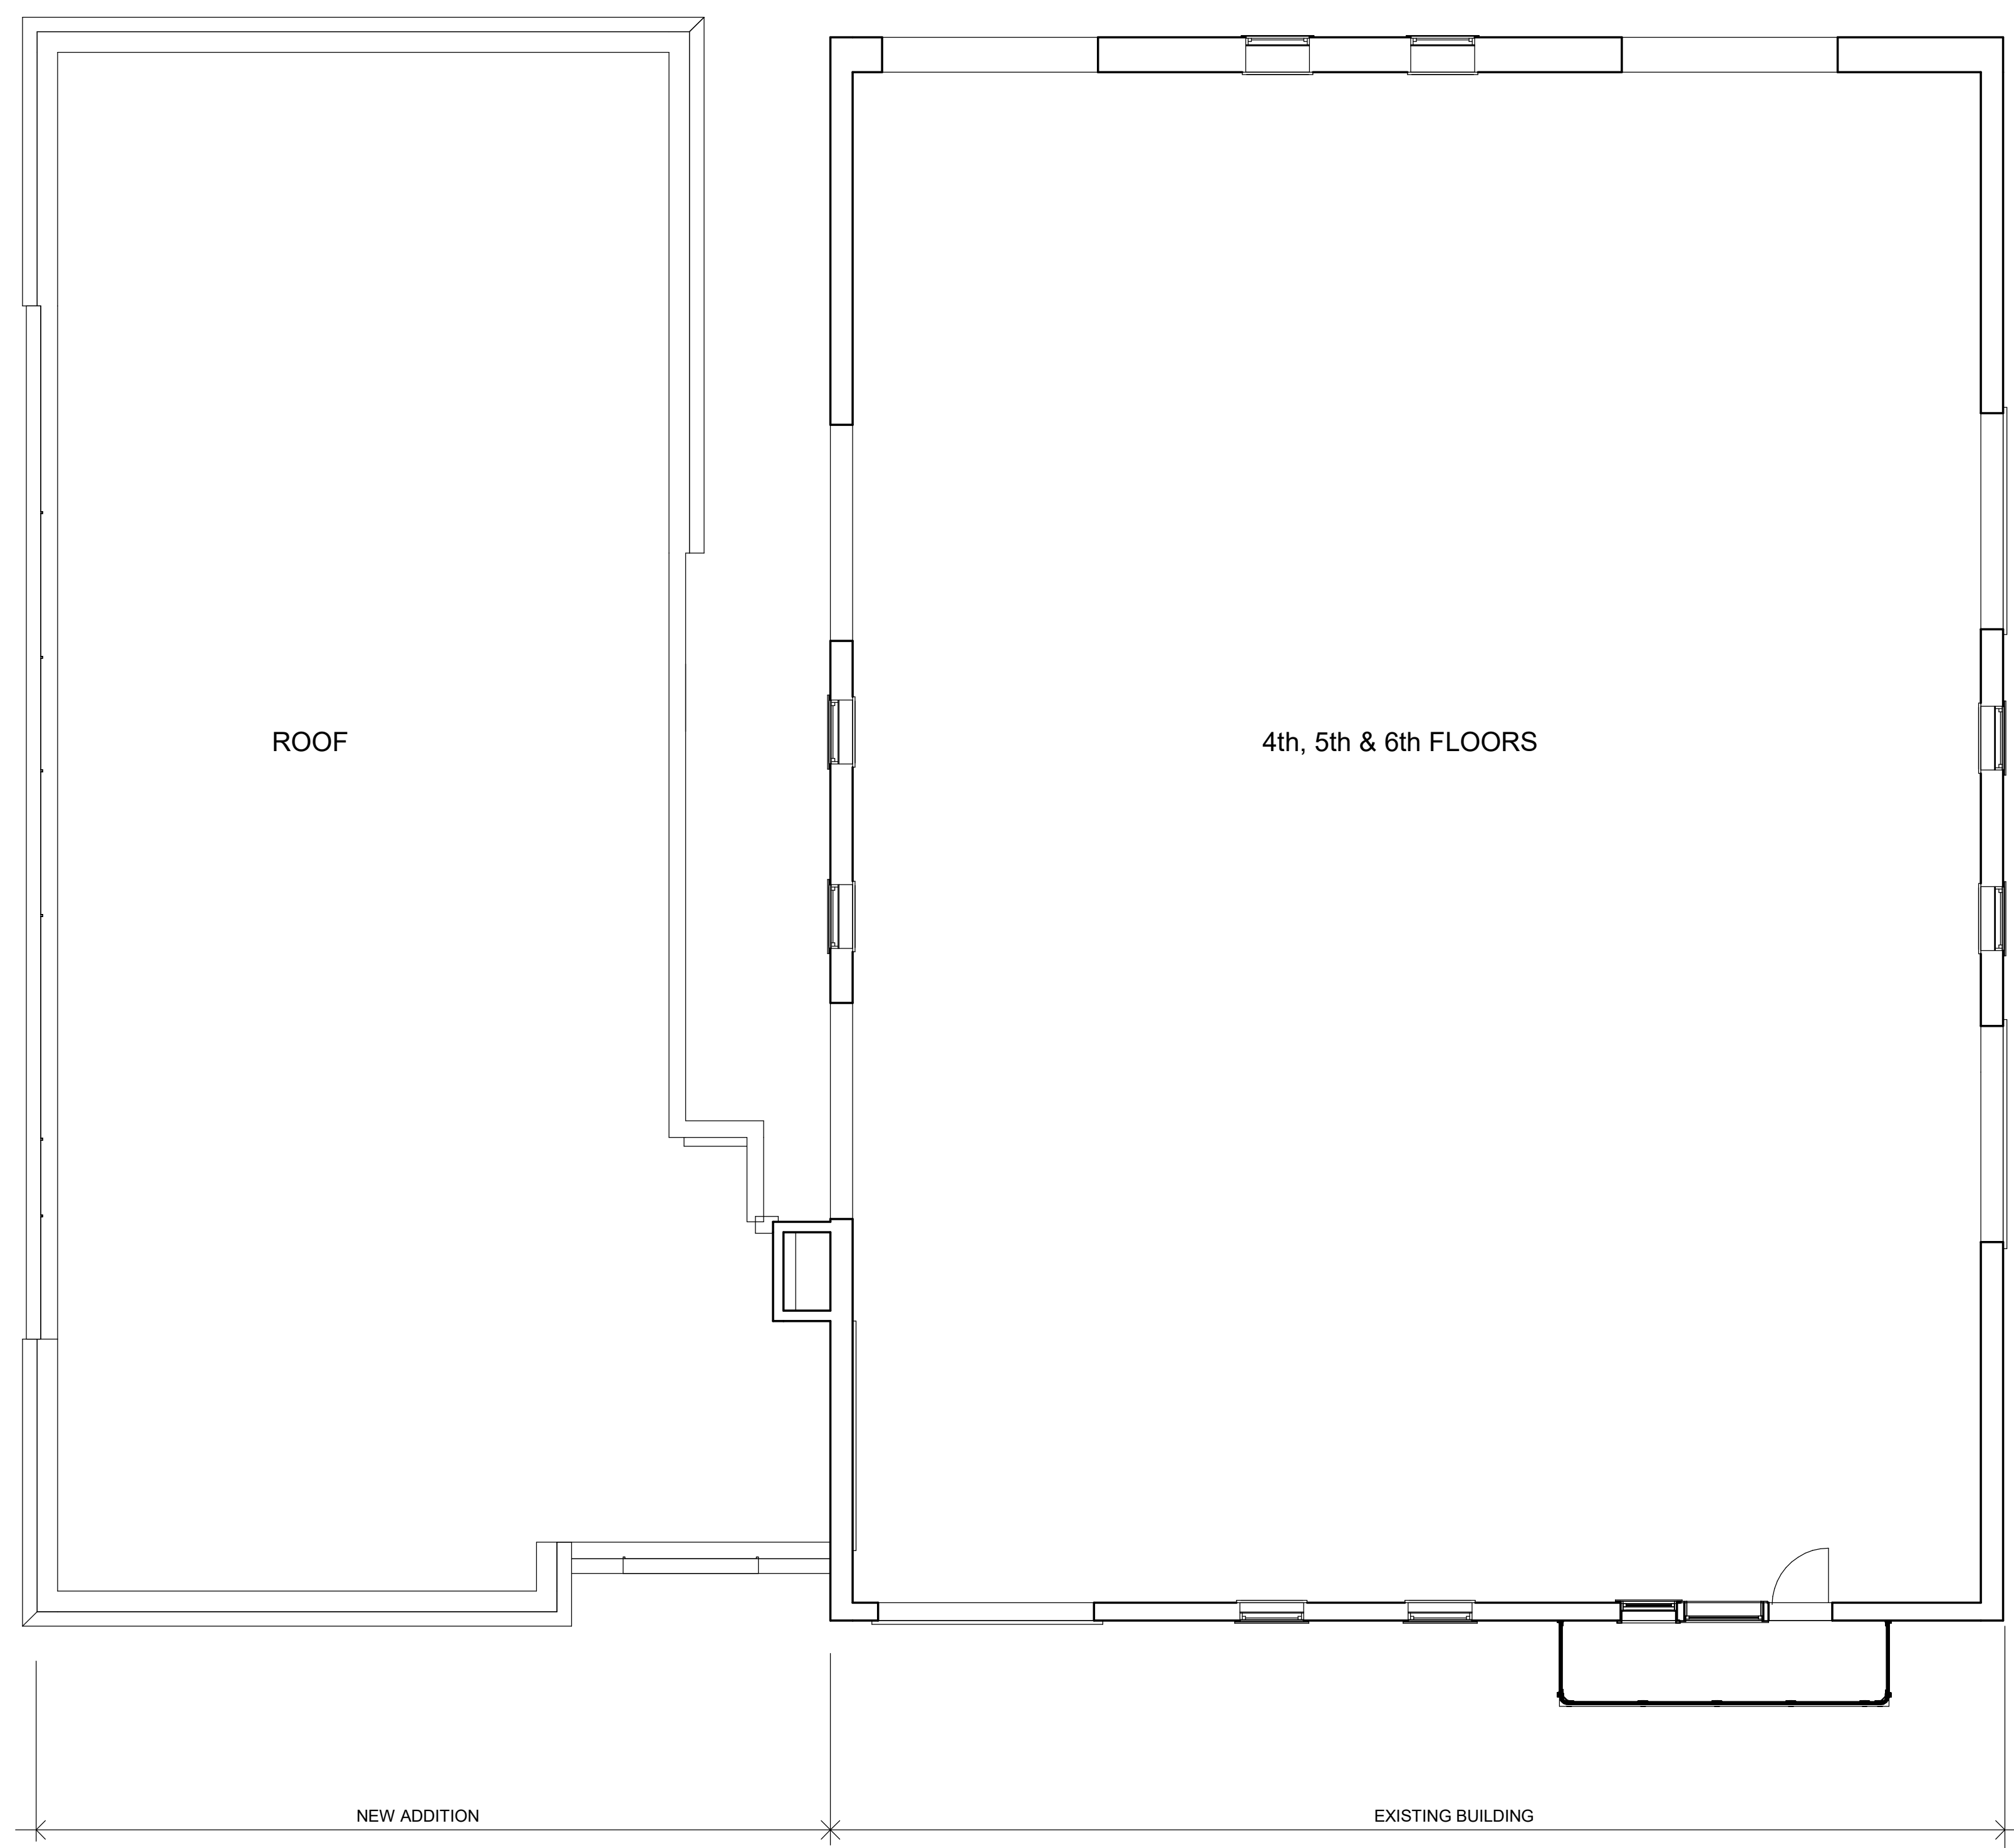 ROOF
4th, 5th & 6th FLOORS
NEW ADDITION
EXISTING BUILDING